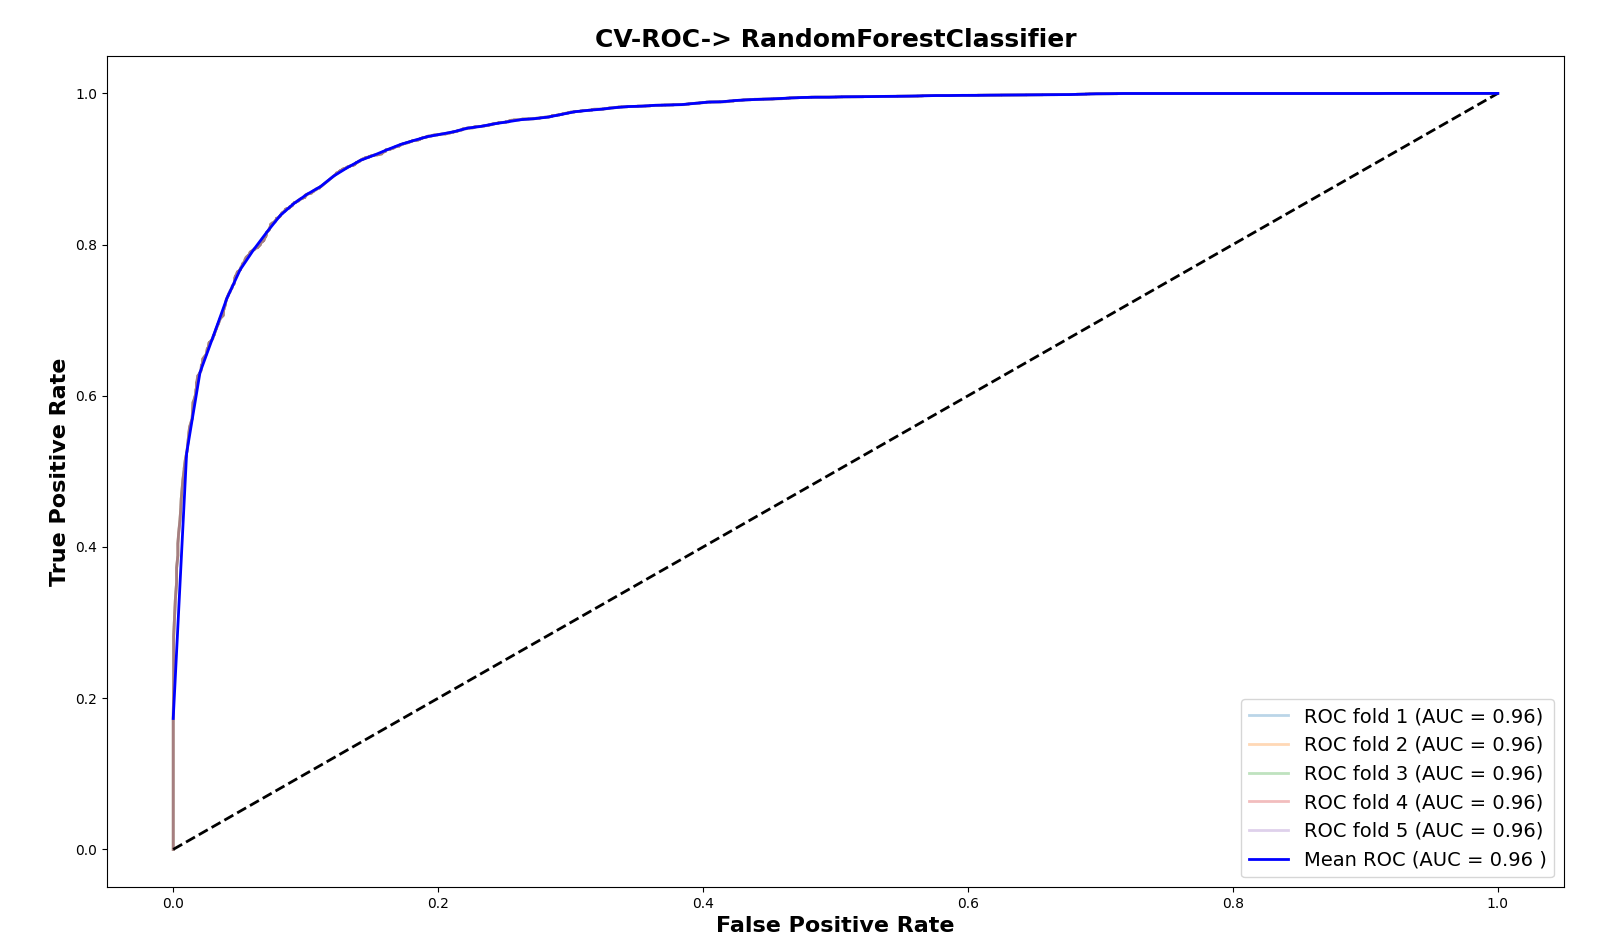 CV-ROC-> RandomForestClassifier
True Positive Rate
1.0
0.8
0.6
0.4
0.2
0.0
ROC fold 1 (AUC = 0.96)
ROC fold 2 (AUC = 0.96)
ROC fold 3 (AUC = 0.96)
ROC fold 4 (AUC = 0.96)
ROC fold 5 (AUC = 0.96)
Mean ROC (AUC = 0.96 )
0.0 0.2 0.4 0.6 0.8 1.0
False Positive Rate